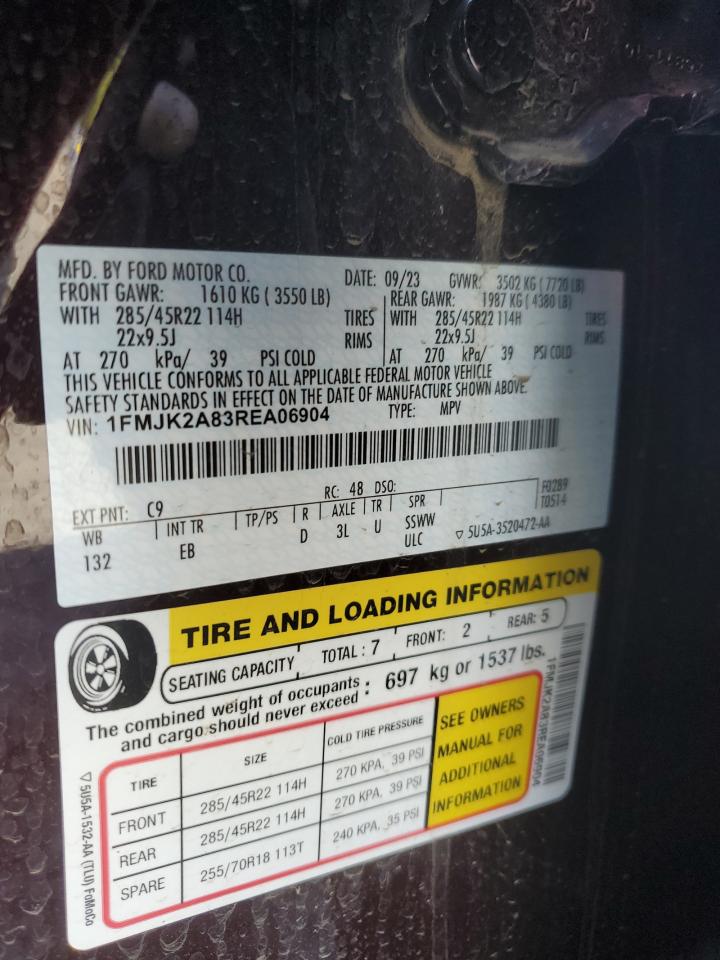 MFD. BY FORD MOTOR CO.
DATE: 09/23 GVWR: 3502 KG ( 7720 LB)
FRONT GAWR: 1610 KG ( 3550 LB) REAR GAWR: 1987 KG ( 4380 LB)
WITH 285/45R22 114H TIRES WITH 285/45R22 114H TIRES
22x9.5J RIMS 22x9.5J RIMS
AT 270 kPa/ 39 PSI COLD AT 270 kPa/ 39 PSI COLD
THIS VEHICLE CONFORMS TO ALL APPLICABLE FEDERAL MOTOR VEHICLE
SAFETY STANDARDS IN EFFECT ON THE DATE OF MANUFACTURE SHOWN ABOVE.
VIN: 1FMJK2A83REA06904 TYPE: MPV
EXT PNT: C9 RC: 48 DSO: F0289
WB INT TR TP/PS R AXLE TR SPR T0514
132 EB D 3L U SSWW
ULC ▽ 5U5A-3520472-AA
TIRE AND LOADING INFORMATION
SEATING CAPACITY TOTAL : 7 FRONT: 2 REAR: 5
The combined weight of occupants and cargo should never exceed : 697 kg or 1537 lbs.
TIRE SIZE COLD TIRE PRESSURE
FRONT 285/45R22 114H 270 KPA, 39 PSI
REAR 285/45R22 114H 270 KPA, 39 PSI
SPARE 255/70R18 113T 240 KPA, 35 PSI
SEE OWNERS
MANUAL FOR
ADDITIONAL
INFORMATION
1FMJK2A83REA06904
▽ 5U5A-1532-AA (TLU) FoMoCo